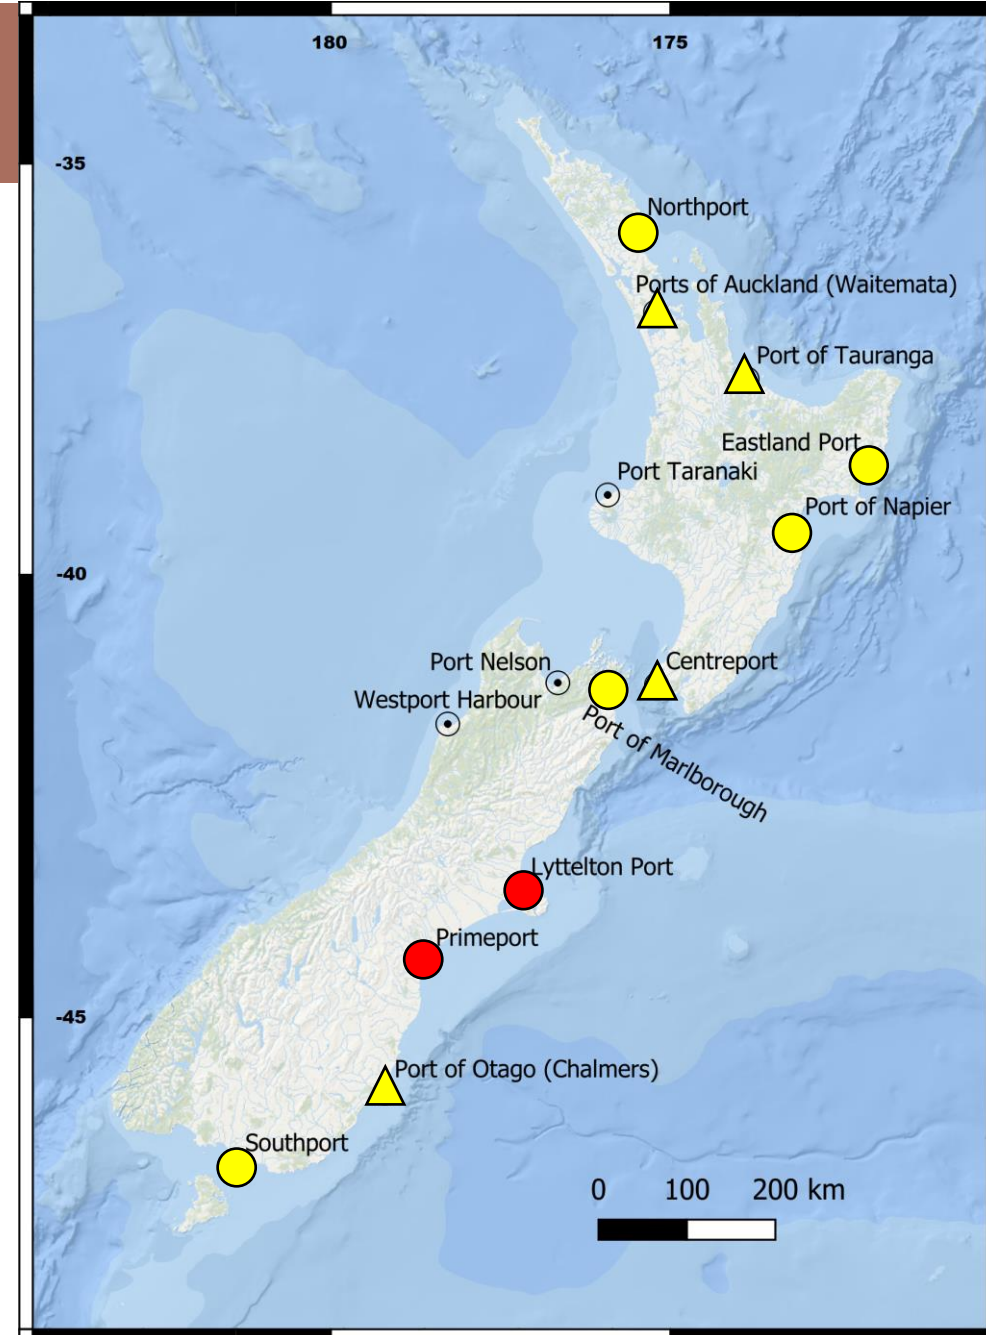 180
175
-35
Northport
Ports of Auckland (Waitemata)
Port of Tauranga
Eastland Port
Port Taranaki
Port of Napier
-40
Port Nelson
Centreport
Westport Harbour
Port of Marlborough
Lyttelton Port
Primeport
-45
Port of Otago (Chalmers)
Southport
0 100 200 km